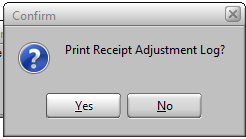 Confirm
Print Receipt Adjustment Log?
Yes
No